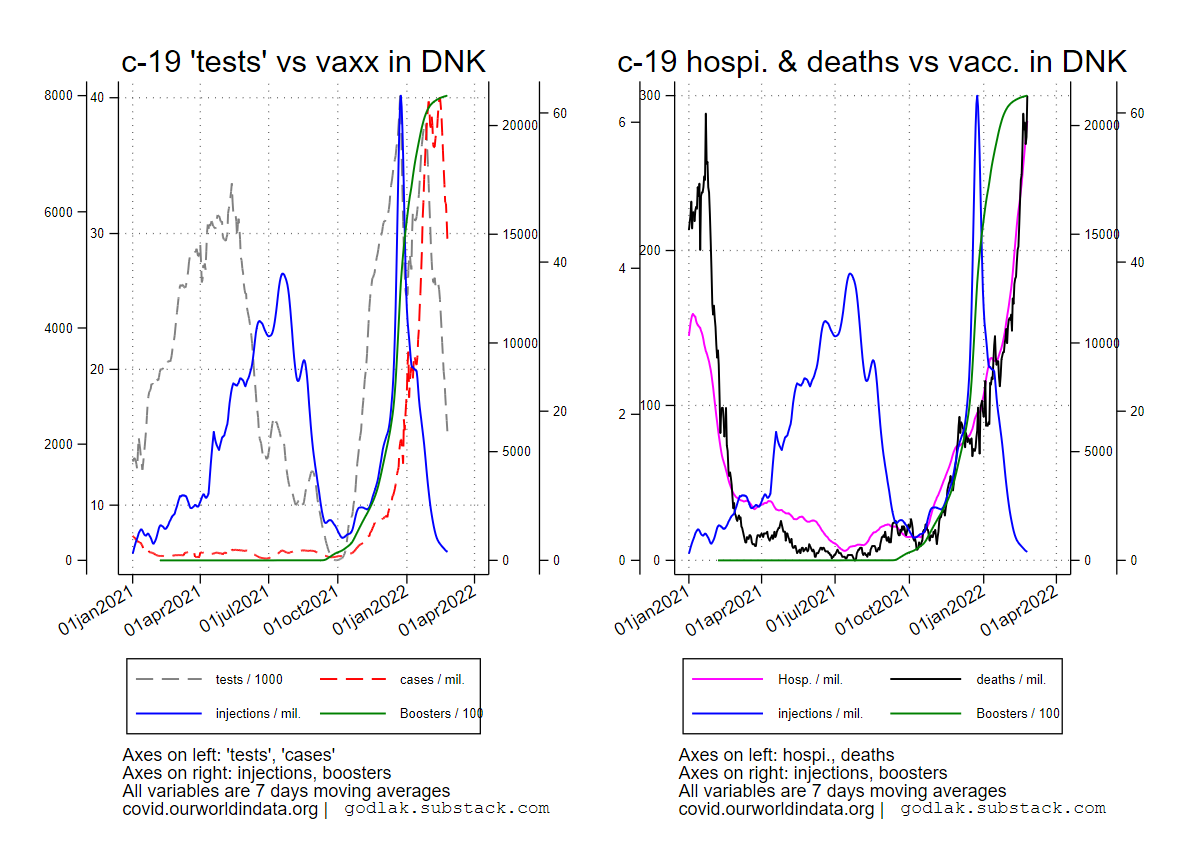 c-19 'tests' vs vaxx in DNK
8000
6000
4000
2000
0
40
30
20
10
20000
15000
10000
5000
0
60
40
20
0
01jan2021
01apr2021
01jul2021
01oct2021
01jan2022
01apr2022
tests / 1000
cases / mil.
injections / mil.
Boosters / 100
Axes on left: 'tests', 'cases'
Axes on right: injections, boosters
All variables are 7 days moving averages
covid.ourworldindata.org | godlak.substack.com
c-19 hospi. & deaths vs vacc. in DNK
6
4
2
0
300
200
100
0
20000
15000
10000
5000
0
60
40
20
0
01jan2021
01apr2021
01jul2021
01oct2021
01jan2022
01apr2022
Hosp. / mil.
deaths / mil.
injections / mil.
Boosters / 100
Axes on left: hospi., deaths
Axes on right: injections, boosters
All variables are 7 days moving averages
covid.ourworldindata.org | godlak.substack.com